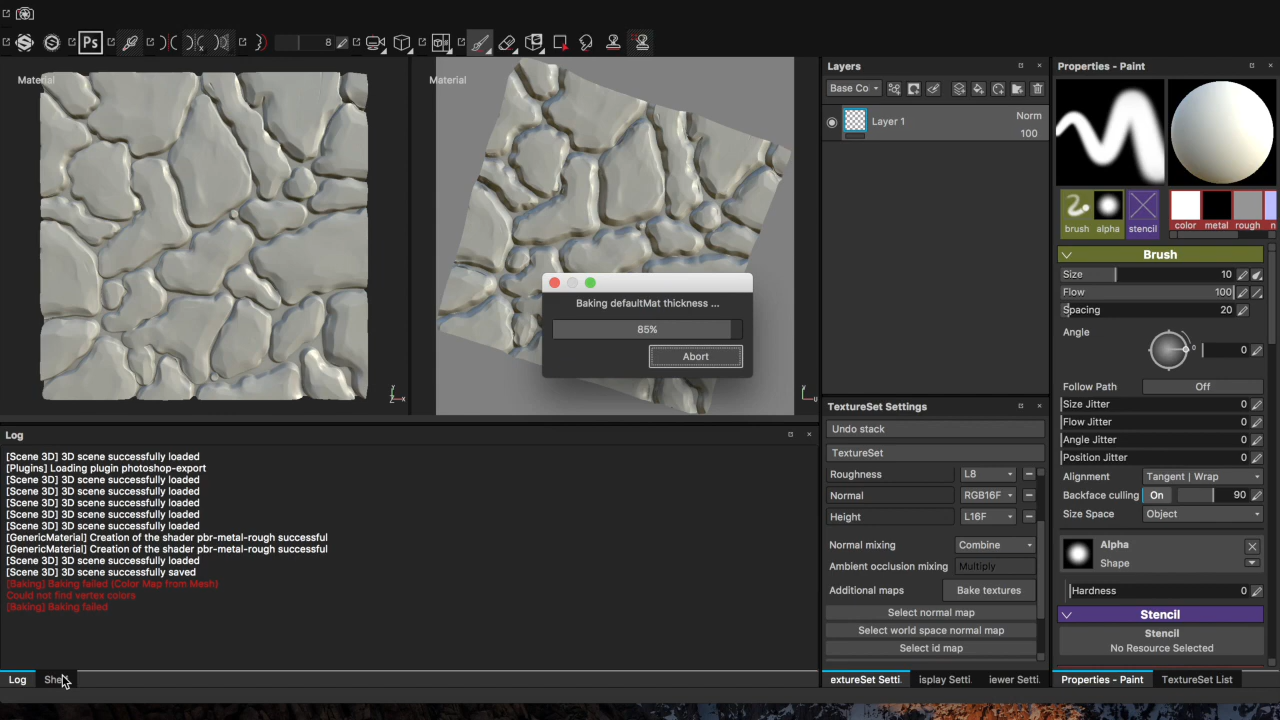 Ps
8
Material
Material
Baking defaultMat thickness ...
85%
Abort
Layers
Base Co
Layer 1
Norm
100
TextureSet Settings
Undo stack
TextureSet
Roughness
L8
Normal
RGB16F
Height
L16F
Normal mixing
Combine
Ambient occlusion mixing
Multiply
Additional maps
Bake textures
Select normal map
Select world space normal map
Select id map
extureSet Setti.
isplay Setti.
iewer Setti.
Properties - Paint
brush
alpha
stencil
color
metal
rough
n
Brush
Size
10
Flow
100
Spacing
20
Angle
0
0
Follow Path
Off
Size Jitter
0
Flow Jitter
0
Angle Jitter
0
Position Jitter
0
Alignment
Tangent | Wrap
Backface culling
On
90
Size Space
Object
Alpha
Shape
Hardness
0
Stencil
Stencil
No Resource Selected
Properties - Paint
TextureSet List
Log
[Scene 3D] 3D scene successfully loaded
[Plugins] Loading plugin photoshop-export
[Scene 3D] 3D scene successfully loaded
[Scene 3D] 3D scene successfully loaded
[Scene 3D] 3D scene successfully loaded
[Scene 3D] 3D scene successfully loaded
[Scene 3D] 3D scene successfully loaded
[GenericMaterial] Creation of the shader pbr-metal-rough successful
[GenericMaterial] Creation of the shader pbr-metal-rough successful
[Scene 3D] 3D scene successfully loaded
[Scene 3D] 3D scene successfully saved
[Baking] Baking failed (Color Map from Mesh)
Could not find vertex colors
[Baking] Baking failed
Log